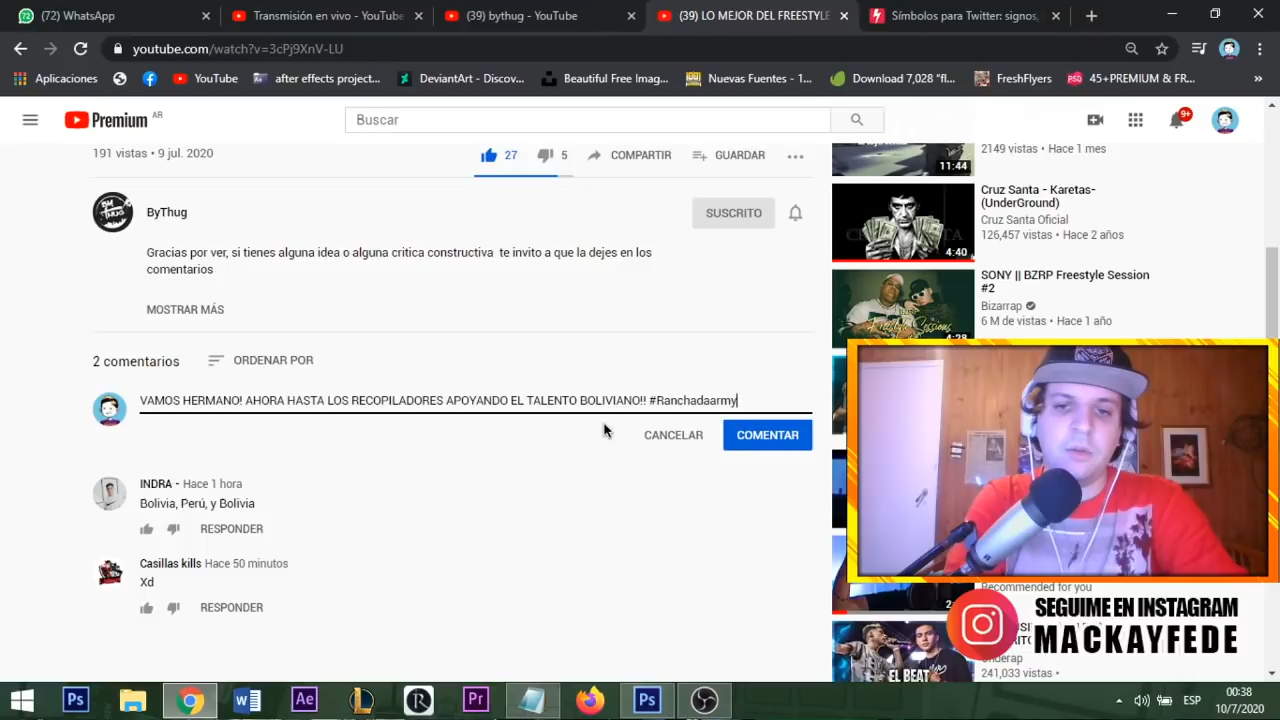 (72) WhatsApp
Transmisión en vivo - YouTube
(39) bythug - YouTube
(39) LO MEJOR DEL FREESTYLE
Símbolos para Twitter: signos,
youtube.com/watch?v=3cPj9XnV-LU
Aplicaciones
YouTube
after effects project...
DeviantArt - Discov...
Beautiful Free Imag...
Nuevas Fuentes - 1...
Download 7,028 "fl...
FreshFlyers
45+PREMIUM & FR...
»
Premium AR
Buscar
9+
191 vistas • 9 jul. 2020
27
5
COMPARTIR
GUARDAR
2149 vistas • Hace 1 mes
11:44
ByThug
SUSCRITO
Gracias por ver, si tienes alguna idea o alguna critica constructiva te invito a que la dejes en los
comentarios
MOSTRAR MÁS
Cruz Santa - Karetas-
(UnderGround)
Cruz Santa Oficial
126,457 vistas • Hace 2 años
4:40
SONY || BZRP Freestyle Session
#2
Bizarrap
6 M de vistas • Hace 1 año
4:28
2 comentarios
ORDENAR POR
VAMOS HERMANO! AHORA HASTA LOS RECOPILADORES APOYANDO EL TALENTO BOLIVIANO!! #Ranchadaarmy
CANCELAR
COMENTAR
INDRA - Hace 1 hora
Bolivia, Perú, y Bolivia
RESPONDER
Casillas kills Hace 50 minutos
Xd
RESPONDER
Recommended for you
SEGUIME EN INSTAGRAM
MACKAYFEDE
Underap
241,033 vistas •
EL BEAT
Ps
Ae
Pr
Ps
ESP
00:38
10/7/2020